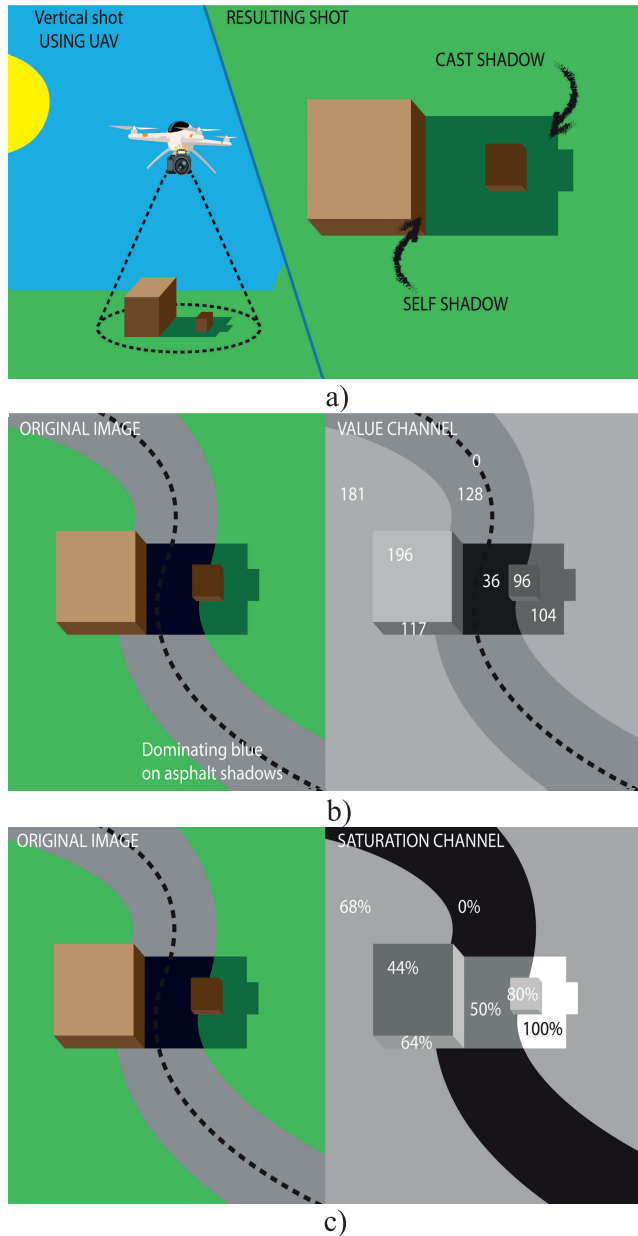 Vertical shot
USING UAV
RESULTING SHOT
CAST SHADOW
SELF SHADOW
a)
ORIGINAL IMAGE
Dominating blue
on asphalt shadows
VALUE CHANNEL
0
181
128
196
36
96
104
117
b)
ORIGINAL IMAGE
SATURATION CHANNEL
68%
0%
44%
80%
50%
100%
64%
c)